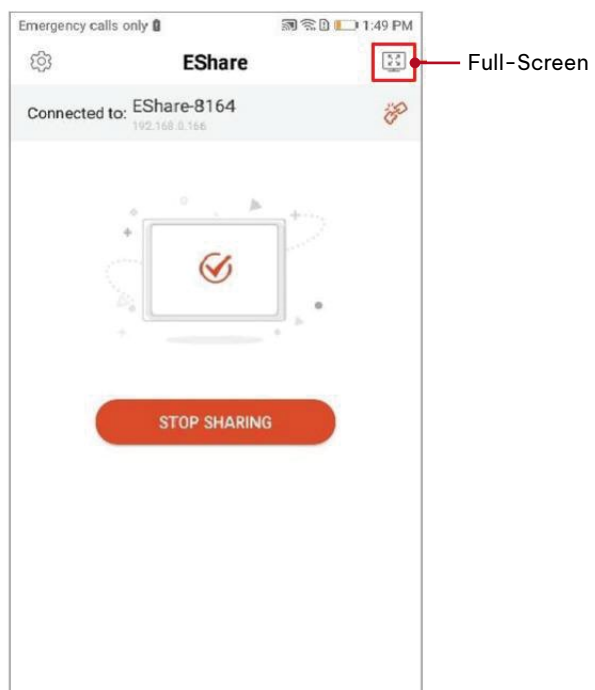 Emergency calls only
1:49 PM
EShare
Full-Screen
Connected to: EShare-8164
192.168.0.166
STOP SHARING